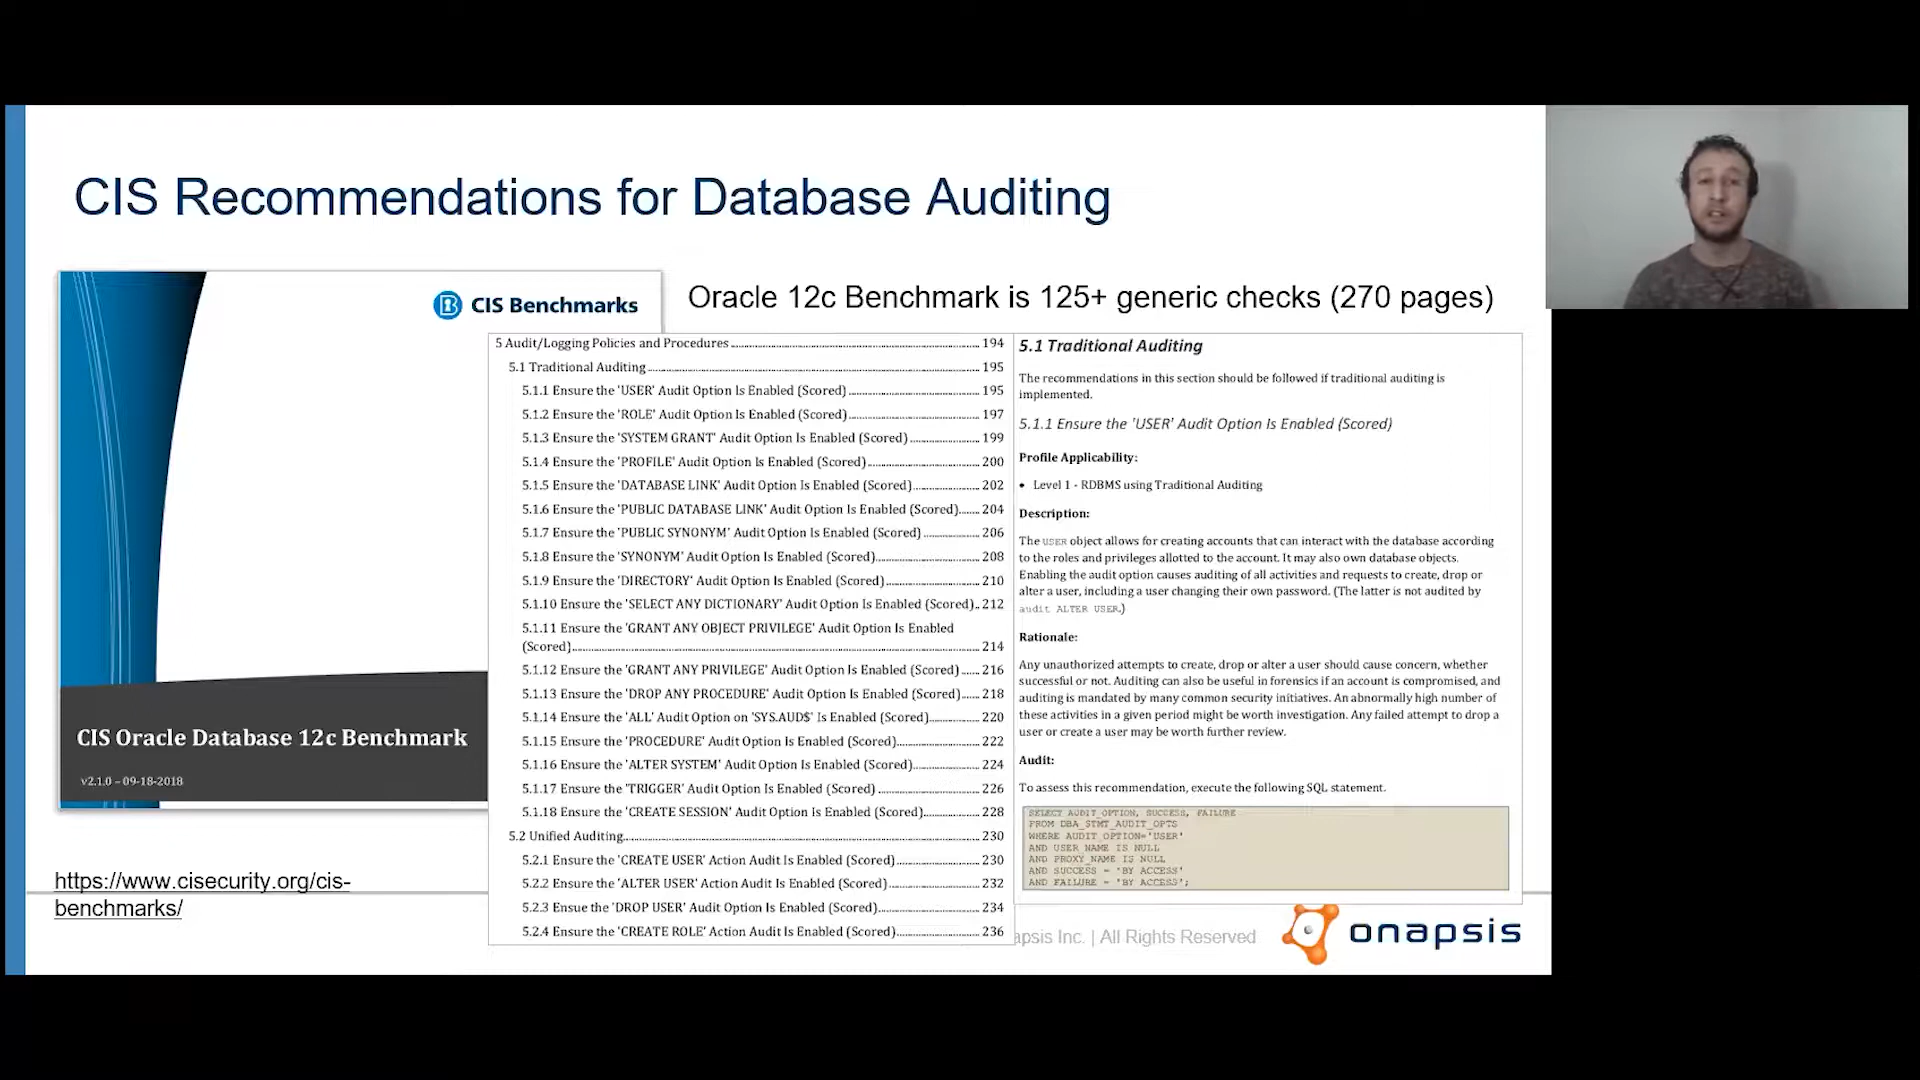 CIS Recommendations for Database Auditing
CIS Benchmarks
Oracle 12c Benchmark is 125+ generic checks (270 pages)
CIS Oracle Database 12c Benchmark
v2.1.0 – 09-18-2018
https://www.cisecurity.org/cis-
benchmarks/
5 Audit/Logging Policies and Procedures 194
5.1 Traditional Auditing 195
5.1.1 Ensure the 'USER' Audit Option Is Enabled (Scored) 195
5.1.2 Ensure the 'ROLE' Audit Option Is Enabled (Scored) 197
5.1.3 Ensure the 'SYSTEM GRANT' Audit Option Is Enabled (Scored) 199
5.1.4 Ensure the 'PROFILE' Audit Option Is Enabled (Scored) 200
5.1.5 Ensure the 'DATABASE LINK' Audit Option Is Enabled (Scored) 202
5.1.6 Ensure the 'PUBLIC DATABASE LINK' Audit Option Is Enabled (Scored) 204
5.1.7 Ensure the 'PUBLIC SYNONYM' Audit Option Is Enabled (Scored) 206
5.1.8 Ensure the 'SYNONYM' Audit Option Is Enabled (Scored) 208
5.1.9 Ensure the 'DIRECTORY' Audit Option Is Enabled (Scored) 210
5.1.10 Ensure the 'SELECT ANY DICTIONARY' Audit Option Is Enabled (Scored) 212
5.1.11 Ensure the 'GRANT ANY OBJECT PRIVILEGE' Audit Option Is Enabled
(Scored) 214
5.1.12 Ensure the 'GRANT ANY PRIVILEGE' Audit Option Is Enabled (Scored) 216
5.1.13 Ensure the 'DROP ANY PROCEDURE' Audit Option Is Enabled (Scored) 218
5.1.14 Ensure the 'ALL' Audit Option on 'SYS.AUD$' Is Enabled (Scored) 220
5.1.15 Ensure the 'PROCEDURE' Audit Option Is Enabled (Scored) 222
5.1.16 Ensure the 'ALTER SYSTEM' Audit Option Is Enabled (Scored) 224
5.1.17 Ensure the 'TRIGGER' Audit Option Is Enabled (Scored) 226
5.1.18 Ensure the 'CREATE SESSION' Audit Option Is Enabled (Scored) 228
5.2 Unified Auditing 230
5.2.1 Ensure the 'CREATE USER' Action Audit Is Enabled (Scored) 230
5.2.2 Ensure the 'ALTER USER' Action Audit Is Enabled (Scored) 232
5.2.3 Ensue the 'DROP USER' Audit Option Is Enabled (Scored) 234
5.2.4 Ensure the 'CREATE ROLE' Action Audit Is Enabled (Scored) 236
5.1 Traditional Auditing
The recommendations in this section should be followed if traditional auditing is
implemented.
5.1.1 Ensure the 'USER' Audit Option Is Enabled (Scored)
Profile Applicability:
• Level 1 - RDBMS using Traditional Auditing
Description:
The USER object allows for creating accounts that can interact with the database according
to the roles and privileges allotted to the account. It may also own database objects.
Enabling the audit option causes auditing of all activities and requests to create, drop or
alter a user, including a user changing their own password. (The latter is not audited by
audit ALTER USER.)
Rationale:
Any unauthorized attempts to create, drop or alter a user should cause concern, whether
successful or not. Auditing can also be useful in forensics if an account is compromised, and
auditing is mandated by many common security initiatives. An abnormally high number of
these activities in a given period might be worth investigation. Any failed attempt to drop a
user or create a user may be worth further review.
Audit:
To assess this recommendation, execute the following SQL statement.
SELECT AUDIT_OPTION, SUCCESS, FAILURE
FROM DBA_STMT_AUDIT_OPTS
WHERE AUDIT_OPTION='USER'
AND USER_NAME IS NULL
AND PROXY_NAME IS NULL
AND SUCCESS = 'BY ACCESS'
AND FAILURE = 'BY ACCESS';
apsis Inc. | All Rights Reserved
onapsis